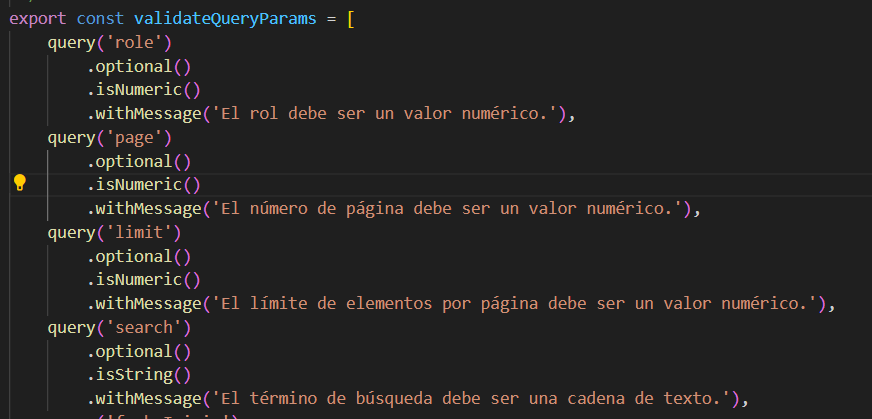 export const validateQueryParams = [
query('role')
.optional()
.isNumeric()
.withMessage('El rol debe ser un valor numérico.'),
query('page')
.optional()
.isNumeric()
.withMessage('El número de página debe ser un valor numérico.'),
query('limit')
.optional()
.isNumeric()
.withMessage('El límite de elementos por página debe ser un valor numérico.'),
query('search')
.optional()
.isString()
.withMessage('El término de búsqueda debe ser una cadena de texto.'),